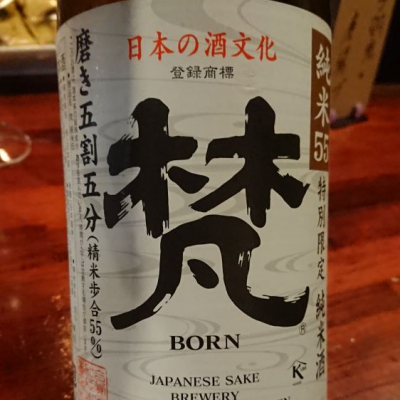 日本の酒文化
登録商標
純米55
特別限定 純米酒
梵
磨き五割五分(精米歩合55%)
BORN
K
JAPANESE SAKE
BREWERY